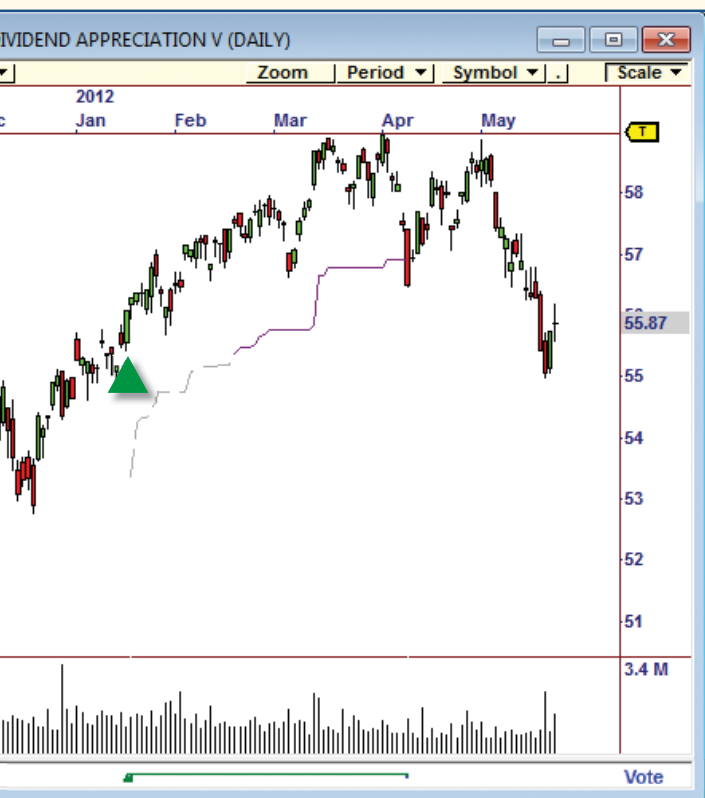 IVIDEND APPRECIATION V (DAILY)
Zoom Period Symbol . Scale
2012
c Jan Feb Mar Apr May
T
58
57
55.87
55
54
53
52
51
3.4 M
Vote